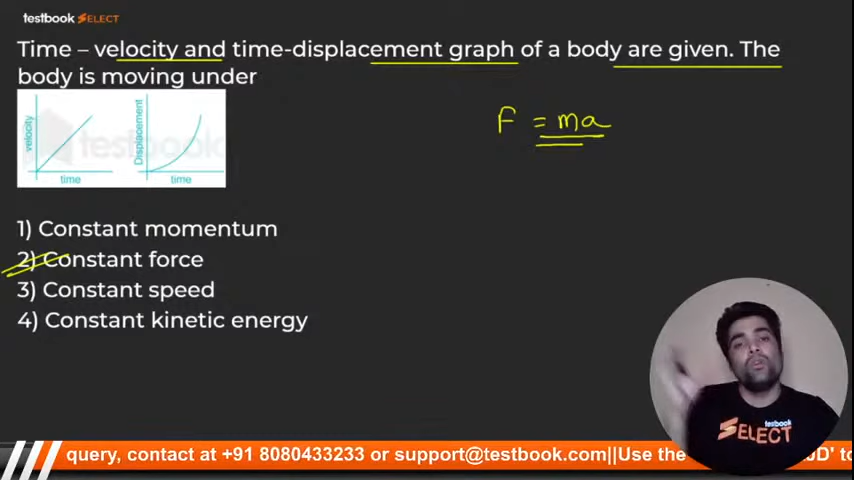 testbook SELECT
Time – velocity and time-displacement graph of a body are given. The
body is moving under
F = ma
velocity
time
Displacement
time
testbook
1) Constant momentum
2) Constant force
3) Constant speed
4) Constant kinetic energy
testbook
SELECT
query, contact at +91 8080433233 or support@testbook.com||Use the